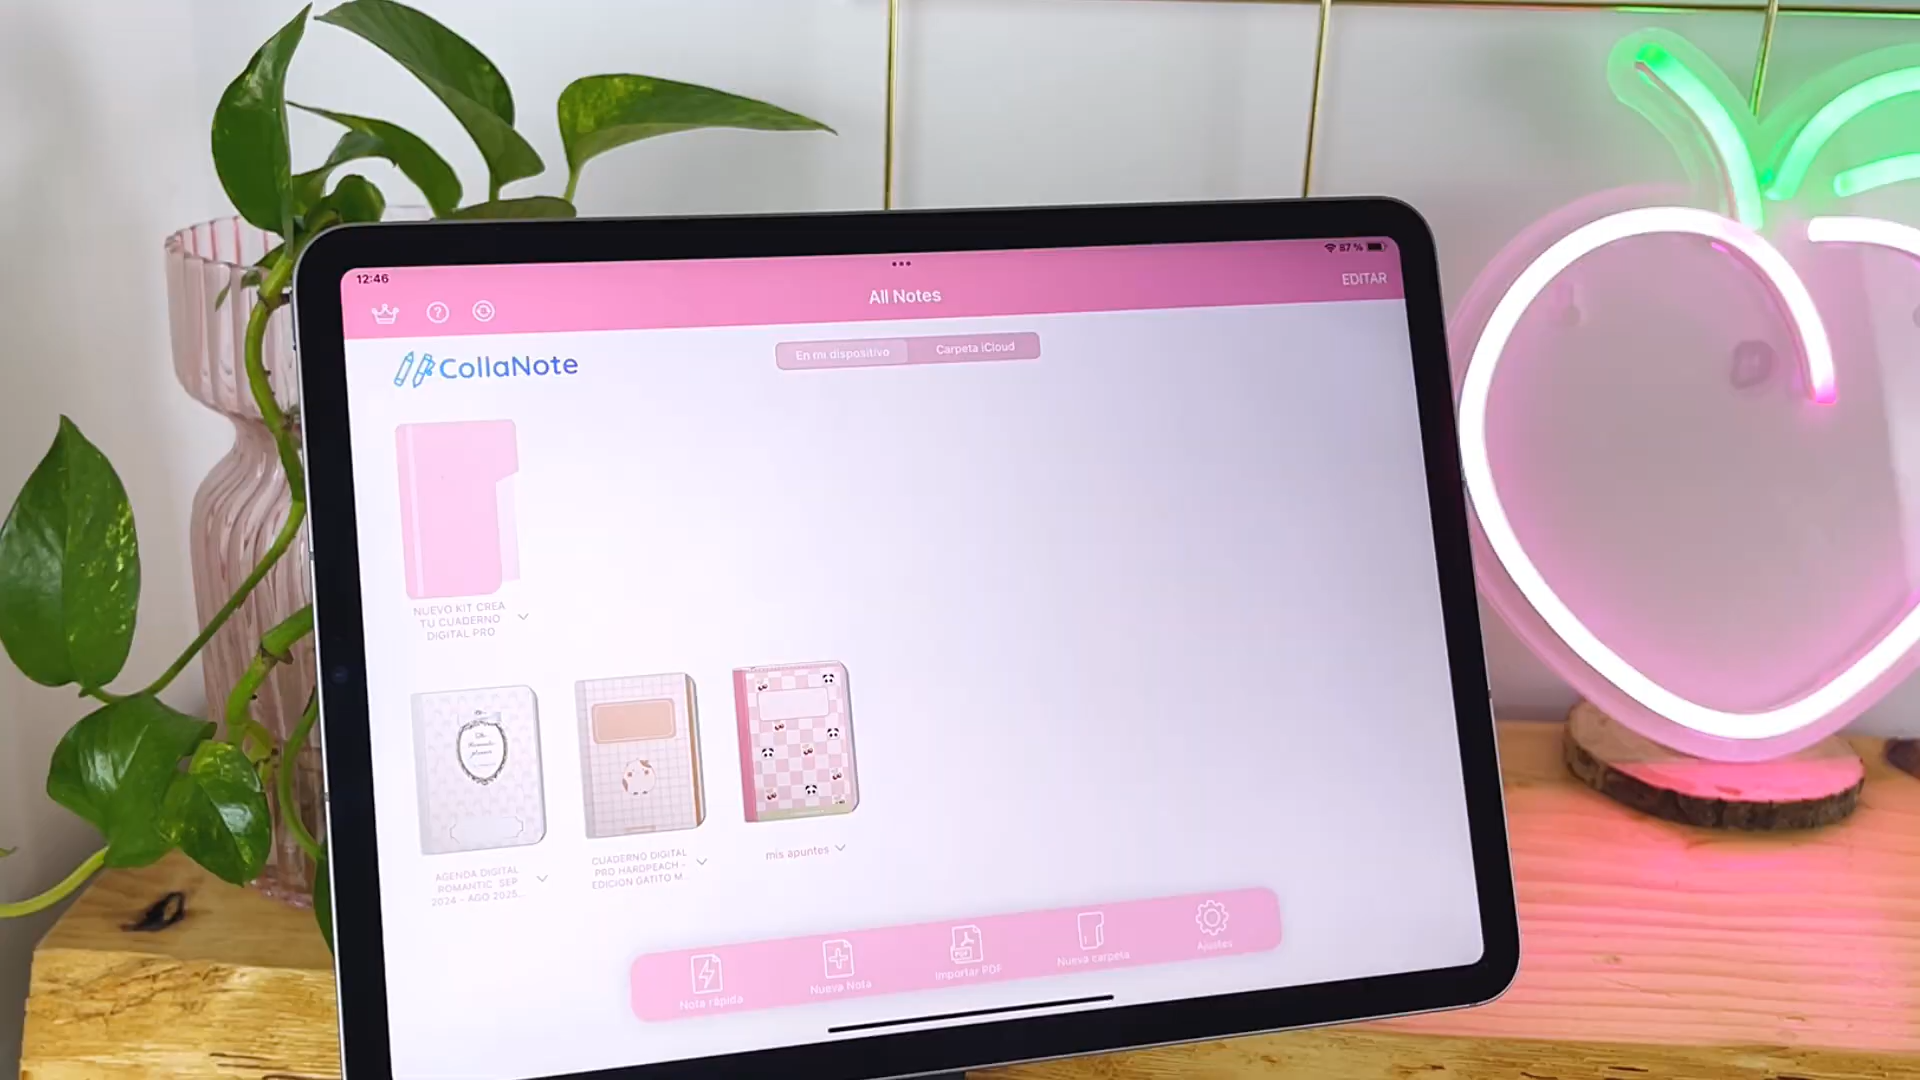 12:46
87 %
All Notes
EDITAR
?
CollaNote
En mi dispositivo
Carpeta iCloud
NUEVO KIT CREA
TU CUADERNO
DIGITAL PRO
AGENDA DIGITAL
ROMANTIC SEP
2024 - AGO 2025...
CUADERNO DIGITAL
PRO HARDPEACH -
EDICION GATITO M...
mis apuntes
Nota rápida
Nueva Nota
PDF
Importar PDF
Nueva carpeta
Ajustes